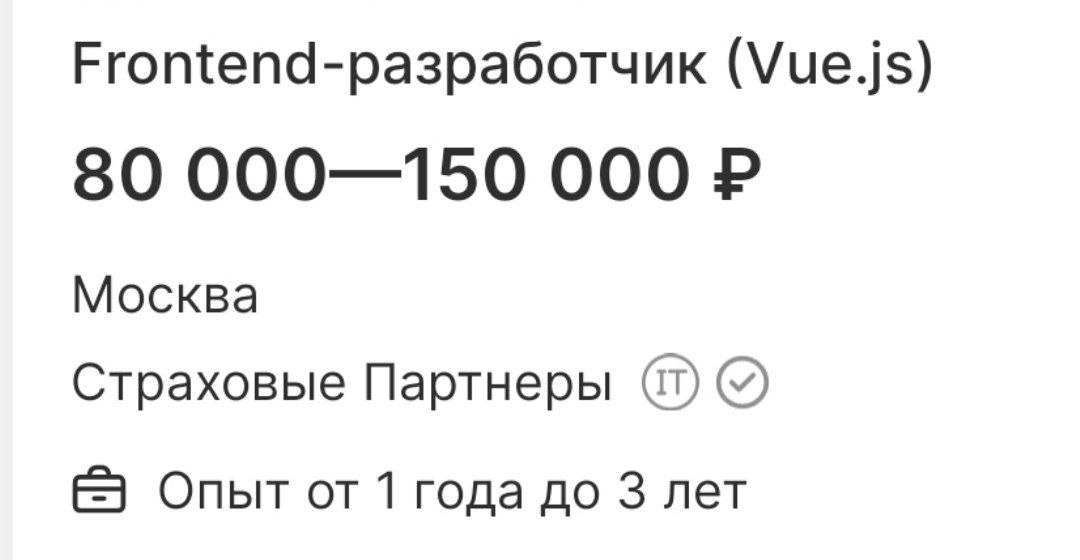 Frontend-разработчик (Vue.js)
80 000—150 000 ₽
Москва
Страховые Партнеры IT
Опыт от 1 года до 3 лет